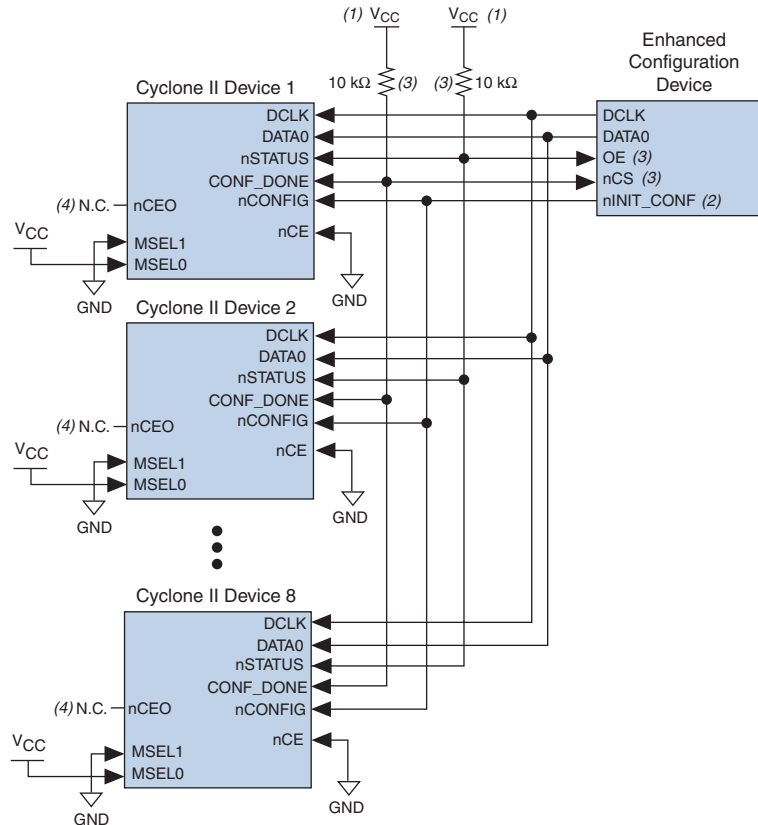 (1) VCC
VCC (1)
10 kΩ (3)
(3) 10 kΩ
Enhanced
Configuration
Device
DCLK
DATA0
OE (3)
nCS (3)
nINIT_CONF (2)
Cyclone II Device 1
DCLK
DATA0
nSTATUS
CONF_DONE
nCONFIG
nCE
(4) N.C.
nCEO
VCC
MSEL1
MSEL0
GND
GND
Cyclone II Device 2
DCLK
DATA0
nSTATUS
CONF_DONE
nCONFIG
nCE
(4) N.C.
nCEO
VCC
MSEL1
MSEL0
GND
GND
Cyclone II Device 8
DCLK
DATA0
nSTATUS
CONF_DONE
nCONFIG
nCE
(4) N.C.
nCEO
VCC
MSEL1
MSEL0
GND
GND